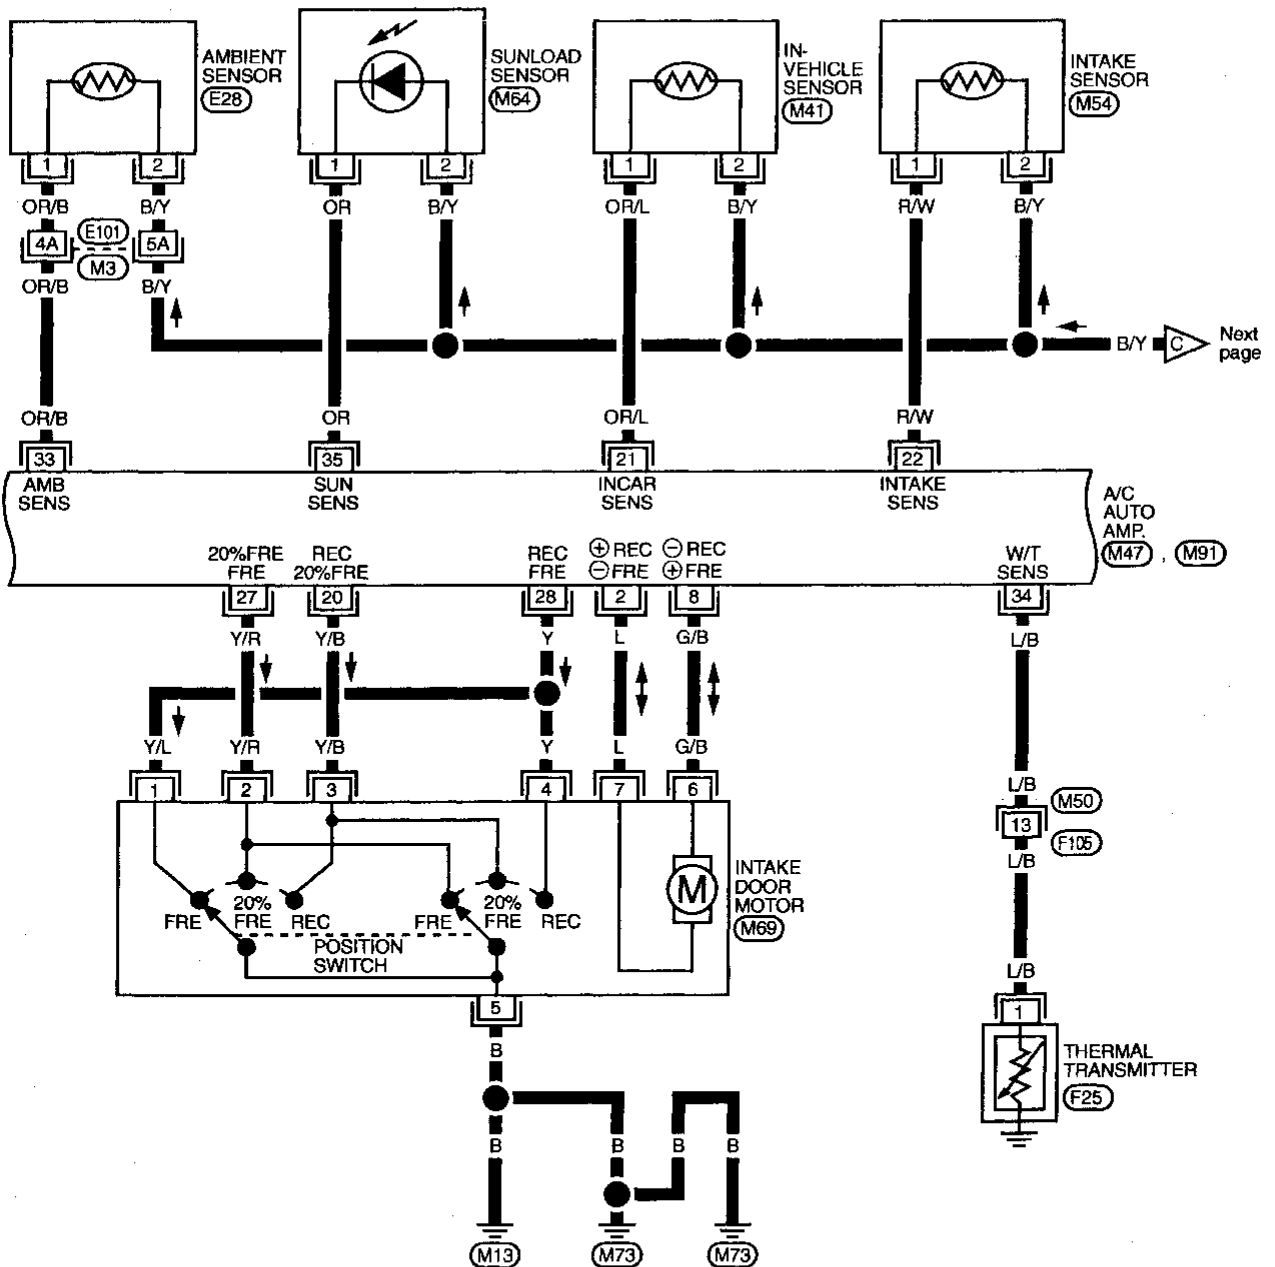 AMBIENT
SENSOR
E28
SUNLOAD
SENSOR
M64
IN-
VEHICLE
SENSOR
M41
INTAKE
SENSOR
M54
1 2 1 2 1 2 1 2
OR/B B/Y OR B/Y OR/L B/Y R/W B/Y
4A E101 5A
M3
OR/B B/Y
B/Y C Next
page
OR/B OR OR/L R/W
33 35 21 22
AMB
SENS
SUN
SENS
INCAR
SENS
INTAKE
SENS
A/C
AUTO
AMP.
M47 , M91
20%FRE
FRE
REC
20%FRE
REC
FRE
+ REC
- FRE
- REC
+ FRE
W/T
SENS
27 20 28 2 8 34
Y/R Y/B Y L G/B L/B
Y/L Y/R Y/B Y L G/B
1 2 3 4 7 6
L/B
M50
13
F105
L/B
FRE 20%
FRE REC
FRE 20%
FRE REC
POSITION
SWITCH
M
INTAKE
DOOR
MOTOR
M69
5
B
L/B
1
THERMAL
TRANSMITTER
F25
B B B B
M13 M73 M73